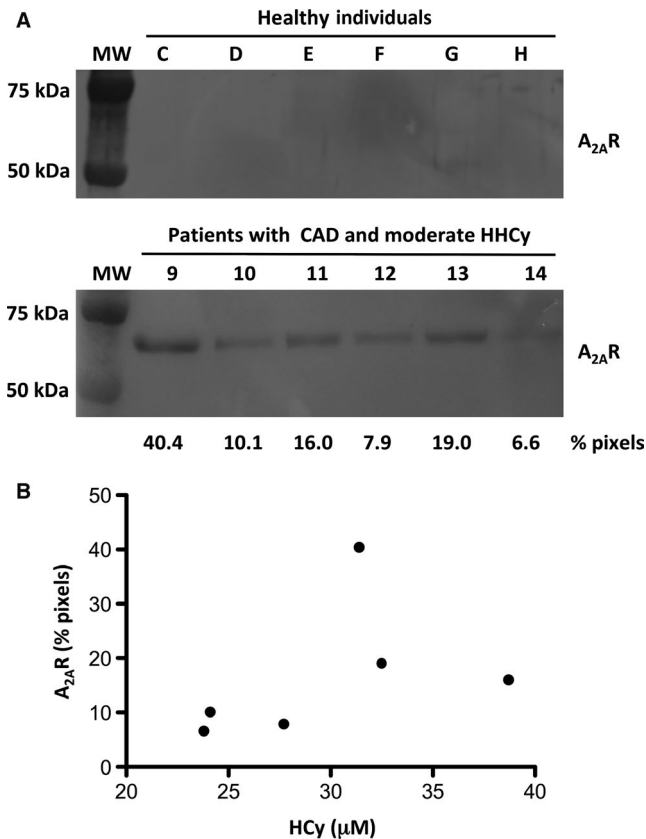 A
Healthy individuals
MW C D E F G H
75 kDa
A2AR
50 kDa
Patients with CAD and moderate HHCy
MW 9 10 11 12 13 14
75 kDa
A2AR
50 kDa
40.4 10.1 16.0 7.9 19.0 6.6 % pixels
B
50
40
30
20
10
0
A2AR (% pixels)
20 25 30 35 40
HCy (μM)